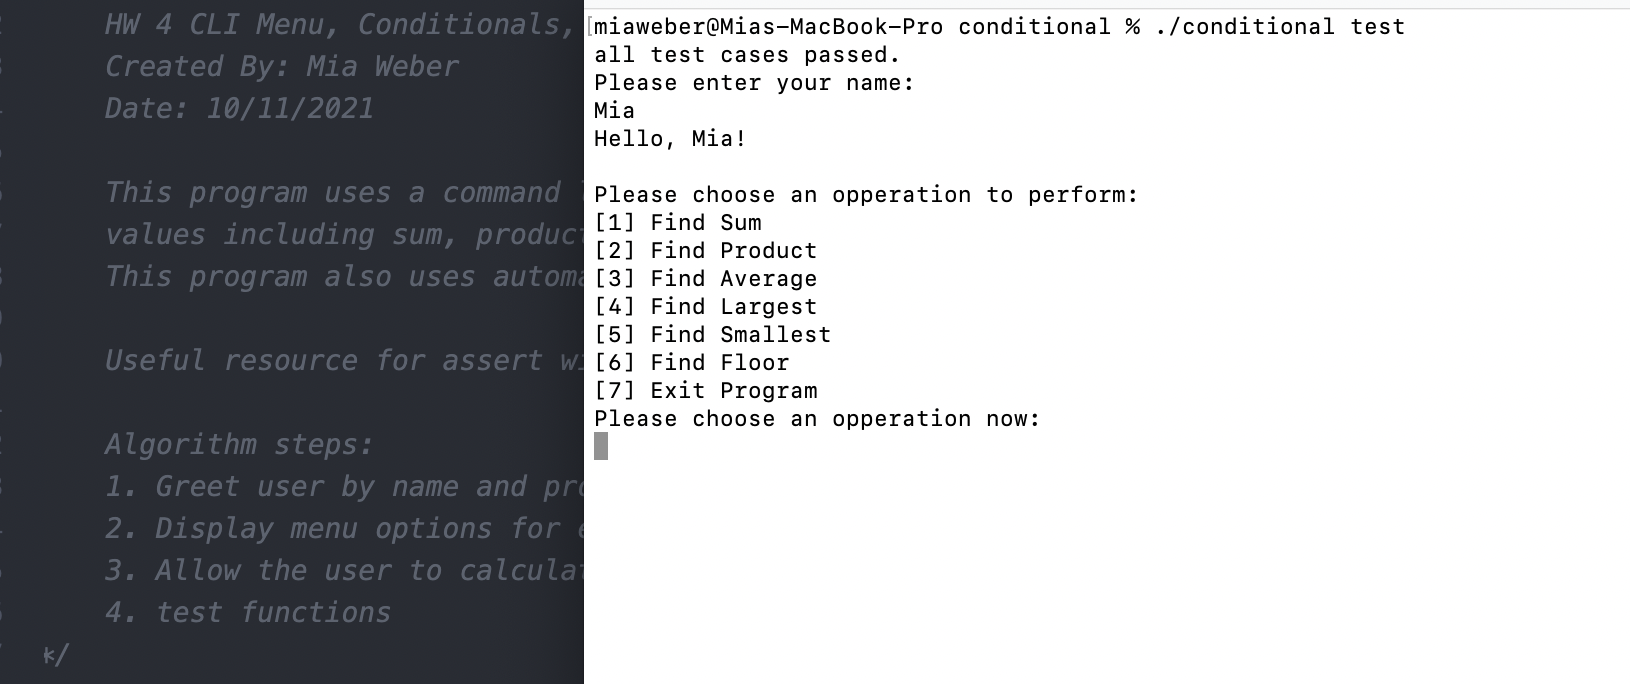 HW 4 CLI Menu, Conditionals,
Created By: Mia Weber
Date: 10/11/2021
This program uses a command
values including sum, product
This program also uses automa
Useful resource for assert wi
Algorithm steps:
1. Greet user by name and pro
2. Display menu options for e
3. Allow the user to calculat
4. test functions
*/
[miaweber@Mias-MacBook-Pro conditional % ./conditional test
all test cases passed.
Please enter your name:
Mia
Hello, Mia!
Please choose an opperation to perform:
[1] Find Sum
[2] Find Product
[3] Find Average
[4] Find Largest
[5] Find Smallest
[6] Find Floor
[7] Exit Program
Please choose an opperation now: